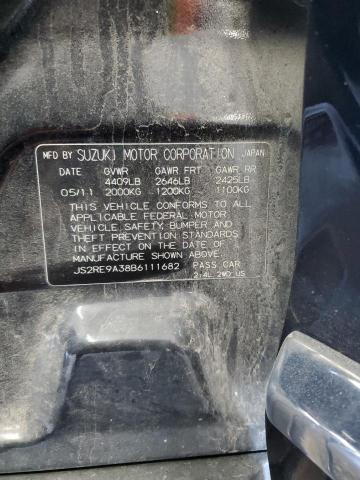 MFD BY SUZUKI MOTOR CORPORATION JAPAN
DATE GVWR GAWR FRT GAWR RR
4409LB 2646LB 2425LB
05/11 2000KG 1200KG 1100KG
THIS VEHICLE CONFORMS TO ALL
APPLICABLE FEDERAL MOTOR
VEHICLE SAFETY, BUMPER AND
THEFT PREVENTION STANDARDS
IN EFFECT ON THE DATE OF
MANUFACTURE SHOWN ABOVE.
JS2RE9A38B6111682 PASS CAR
2.4L, 2WD, US